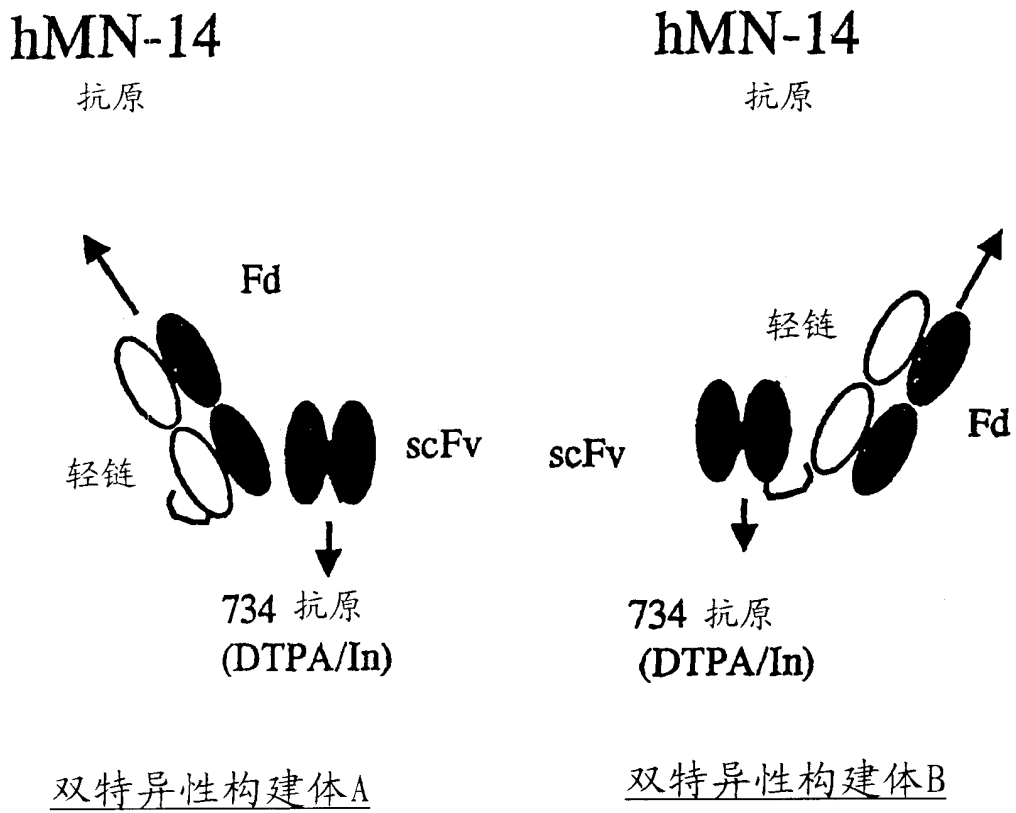 hMN-14
抗原
Fd
轻链
scFv
734 抗原
(DTPA/In)
双特异性构建体A
hMN-14
抗原
轻链
Fd
scFv
734 抗原
(DTPA/In)
双特异性构建体B